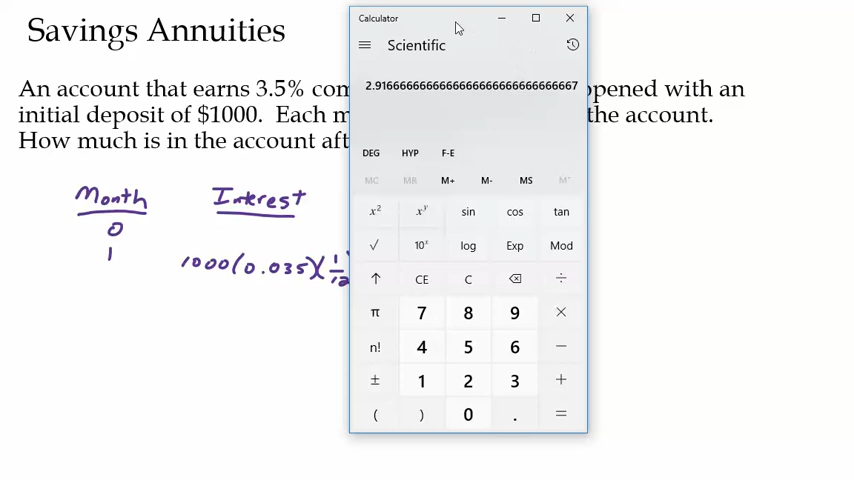 Savings Annuities
An account that earns 3.5% com
opened with an
initial deposit of $1000. Each m
the account.
How much is in the account aft
Month
Interest
0
1
1000(0.035)(1/12
Calculator
Scientific
2.9166666666666666666666666666667
DEG HYP F-E
MC MR M+ M- MS M˅
x² xʸ sin cos tan
√ 10ˣ log Exp Mod
↑ CE C ⌫ ÷
π 7 8 9 ×
n! 4 5 6 −
± 1 2 3 +
( ) 0 . =